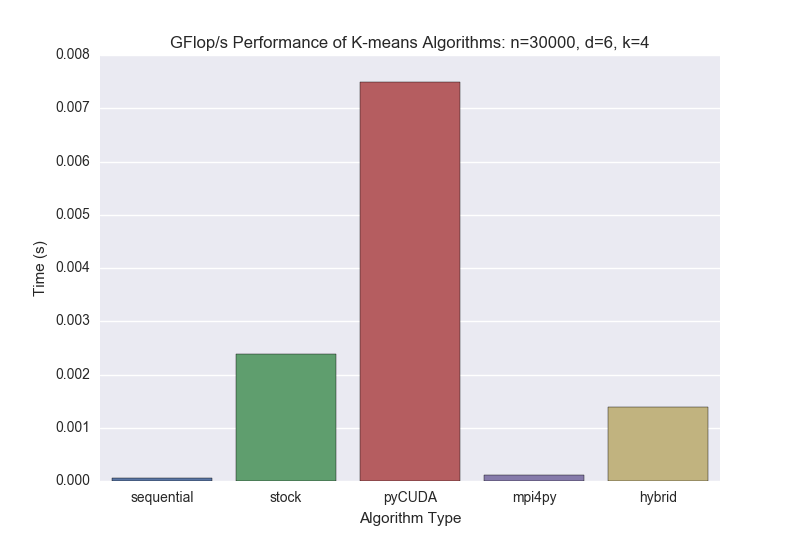 GFlop/s Performance of K-means Algorithms: n=30000, d=6, k=4
0.008
0.007
0.006
0.005
0.004
0.003
0.002
0.001
0.000
Time (s)
sequential stock pyCUDA mpi4py hybrid
Algorithm Type